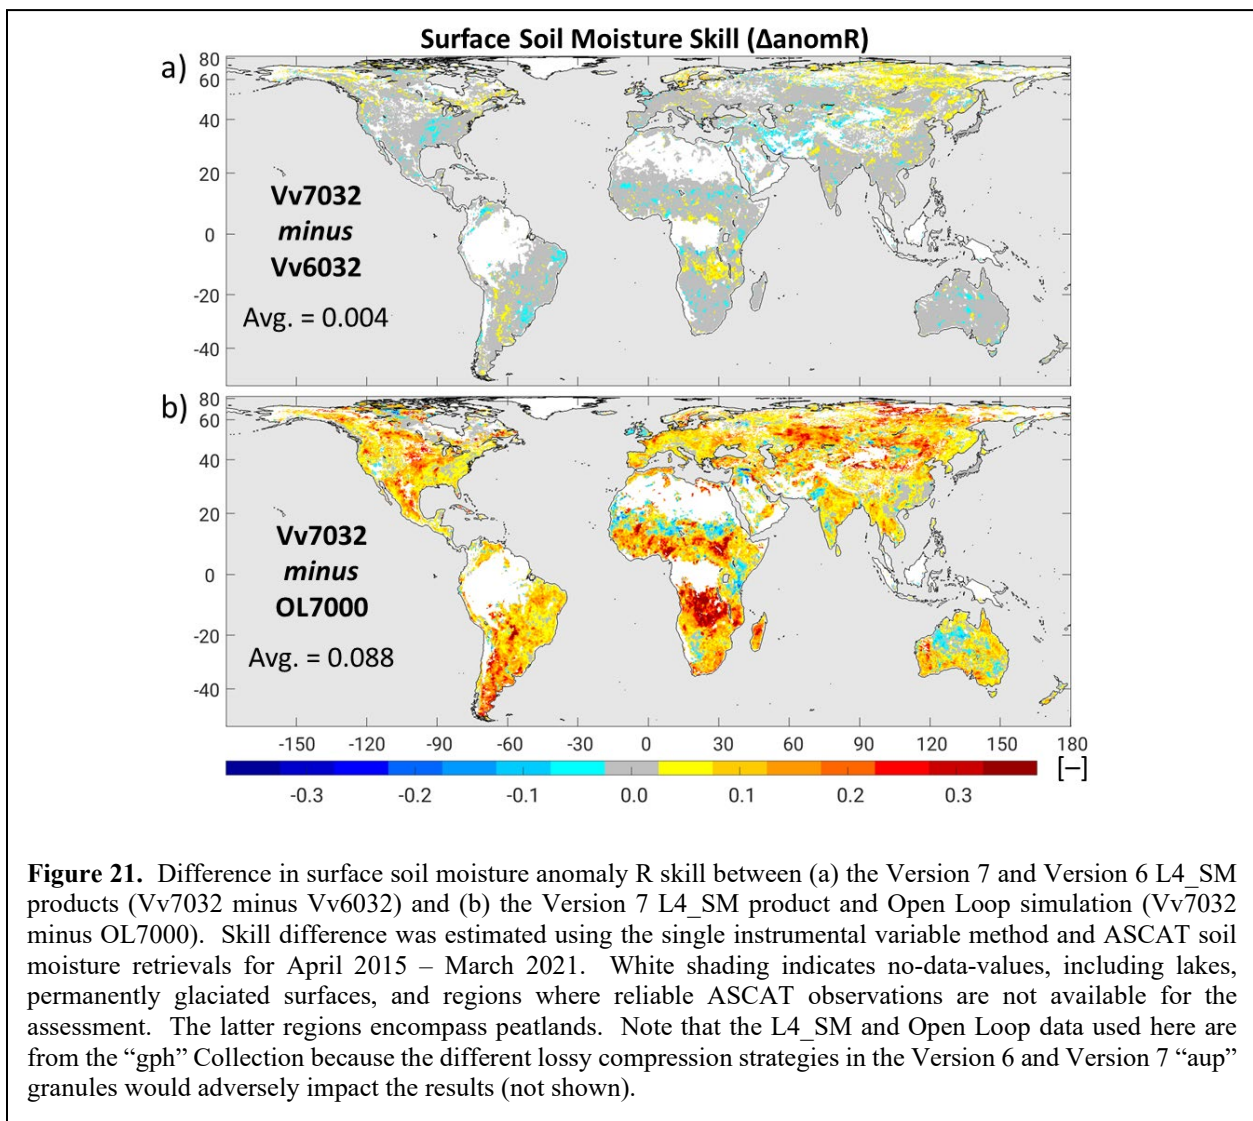 Surface Soil Moisture Skill (ΔanomR)
a)
80
60
40
20
0
-20
-40
Vv7032
minus
Vv6032
Avg. = 0.004
b)
80
60
40
20
0
-20
-40
Vv7032
minus
OL7000
Avg. = 0.088
-150 -120 -90 -60 -30 0 30 60 90 120 150 180
[–]
-0.3 -0.2 -0.1 0.0 0.1 0.2 0.3
Figure 21. Difference in surface soil moisture anomaly R skill between (a) the Version 7 and Version 6 L4_SM
products (Vv7032 minus Vv6032) and (b) the Version 7 L4_SM product and Open Loop simulation (Vv7032
minus OL7000). Skill difference was estimated using the single instrumental variable method and ASCAT soil
moisture retrievals for April 2015 – March 2021. White shading indicates no-data-values, including lakes,
permanently glaciated surfaces, and regions where reliable ASCAT observations are not available for the
assessment. The latter regions encompass peatlands. Note that the L4_SM and Open Loop data used here are
from the “gph” Collection because the different lossy compression strategies in the Version 6 and Version 7 “aup”
granules would adversely impact the results (not shown).